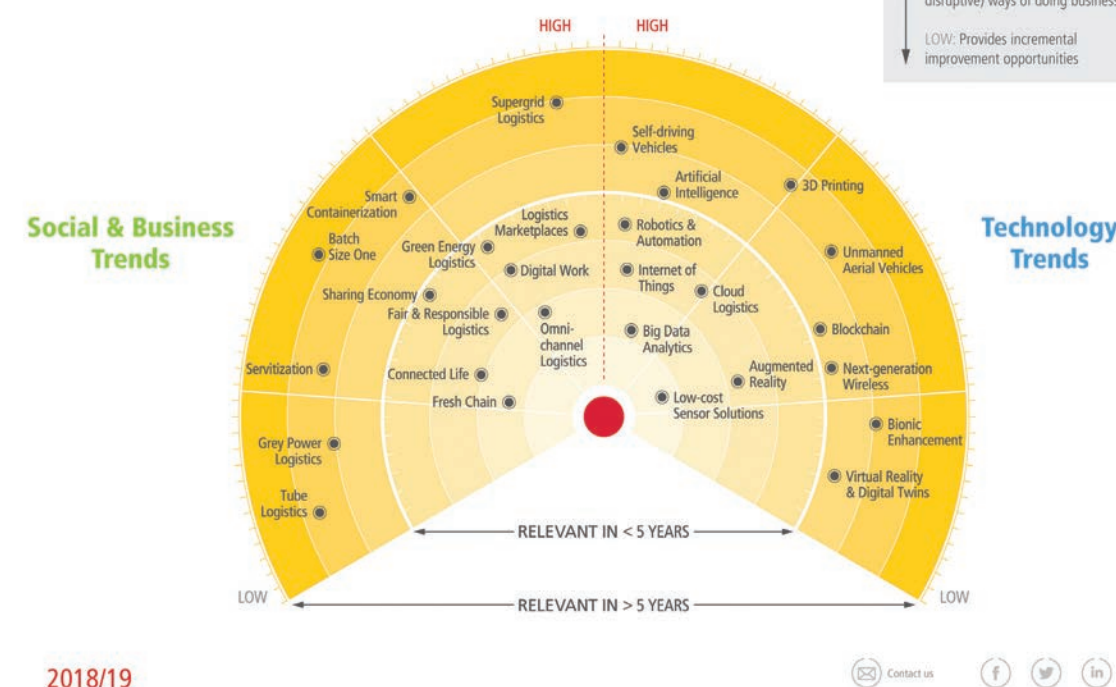 disruptive) ways of doing business
LOW: Provides incremental
improvement opportunities
HIGH
HIGH
Social & Business
Trends
Technology
Trends
Supergrid
Logistics
Smart
Containerization
Batch
Size One
Logistics
Marketplaces
Green Energy
Logistics
Digital Work
Sharing Economy
Fair & Responsible
Logistics
Omni-
channel
Logistics
Servitization
Connected Life
Fresh Chain
Grey Power
Logistics
Tube
Logistics
Self-driving
Vehicles
Artificial
Intelligence
3D Printing
Robotics &
Automation
Unmanned
Aerial Vehicles
Internet of
Things
Cloud
Logistics
Blockchain
Big Data
Analytics
Augmented
Reality
Next-generation
Wireless
Low-cost
Sensor Solutions
Bionic
Enhancement
Virtual Reality
& Digital Twins
RELEVANT IN < 5 YEARS
LOW
RELEVANT IN > 5 YEARS
LOW
2018/19
Contact us
f
in